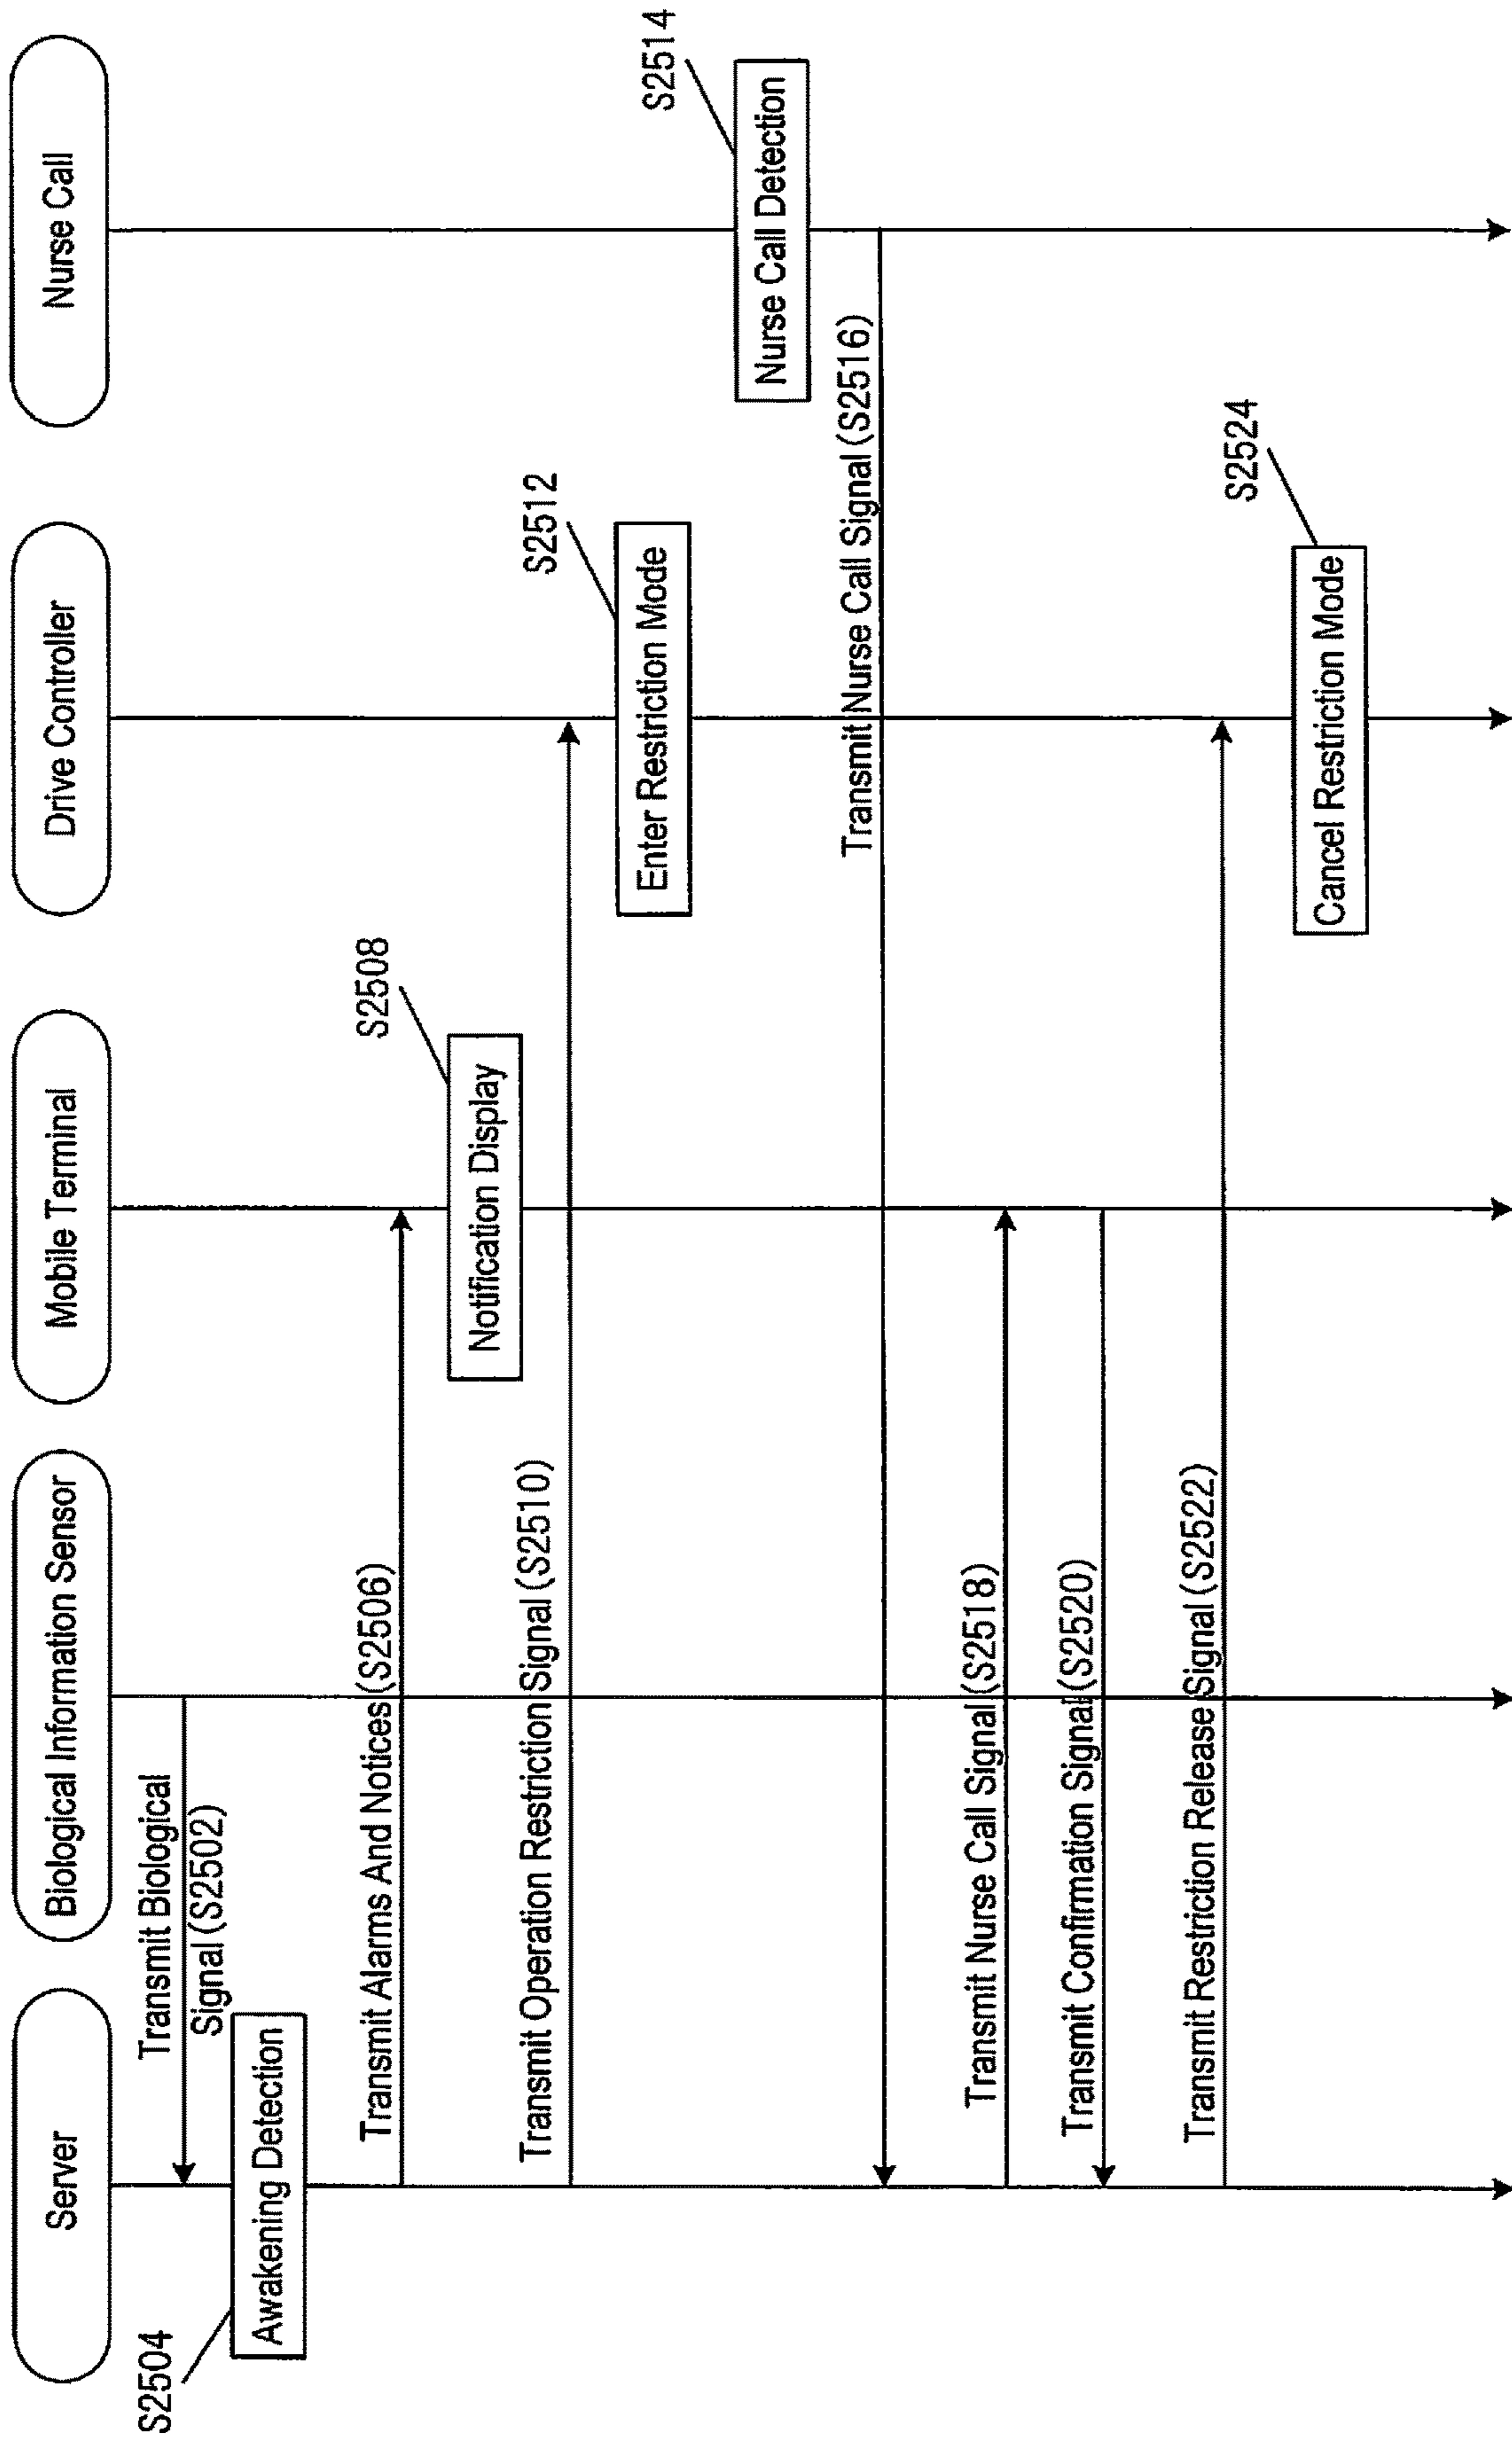 Server
Biological Information Sensor
Mobile Terminal
Drive Controller
Nurse Call
Transmit Biological
Signal (S2502)
S2504
Awakening Detection
Transmit Alarms And Notices (S2506)
S2508
Notification Display
Transmit Operation Restriction Signal (S2510)
S2512
Enter Restriction Mode
S2514
Nurse Call Detection
Transmit Nurse Call Signal (S2516)
Transmit Nurse Call Signal (S2518)
Transmit Confirmation Signal (S2520)
Transmit Restriction Release Signal (S2522)
S2524
Cancel Restriction Mode